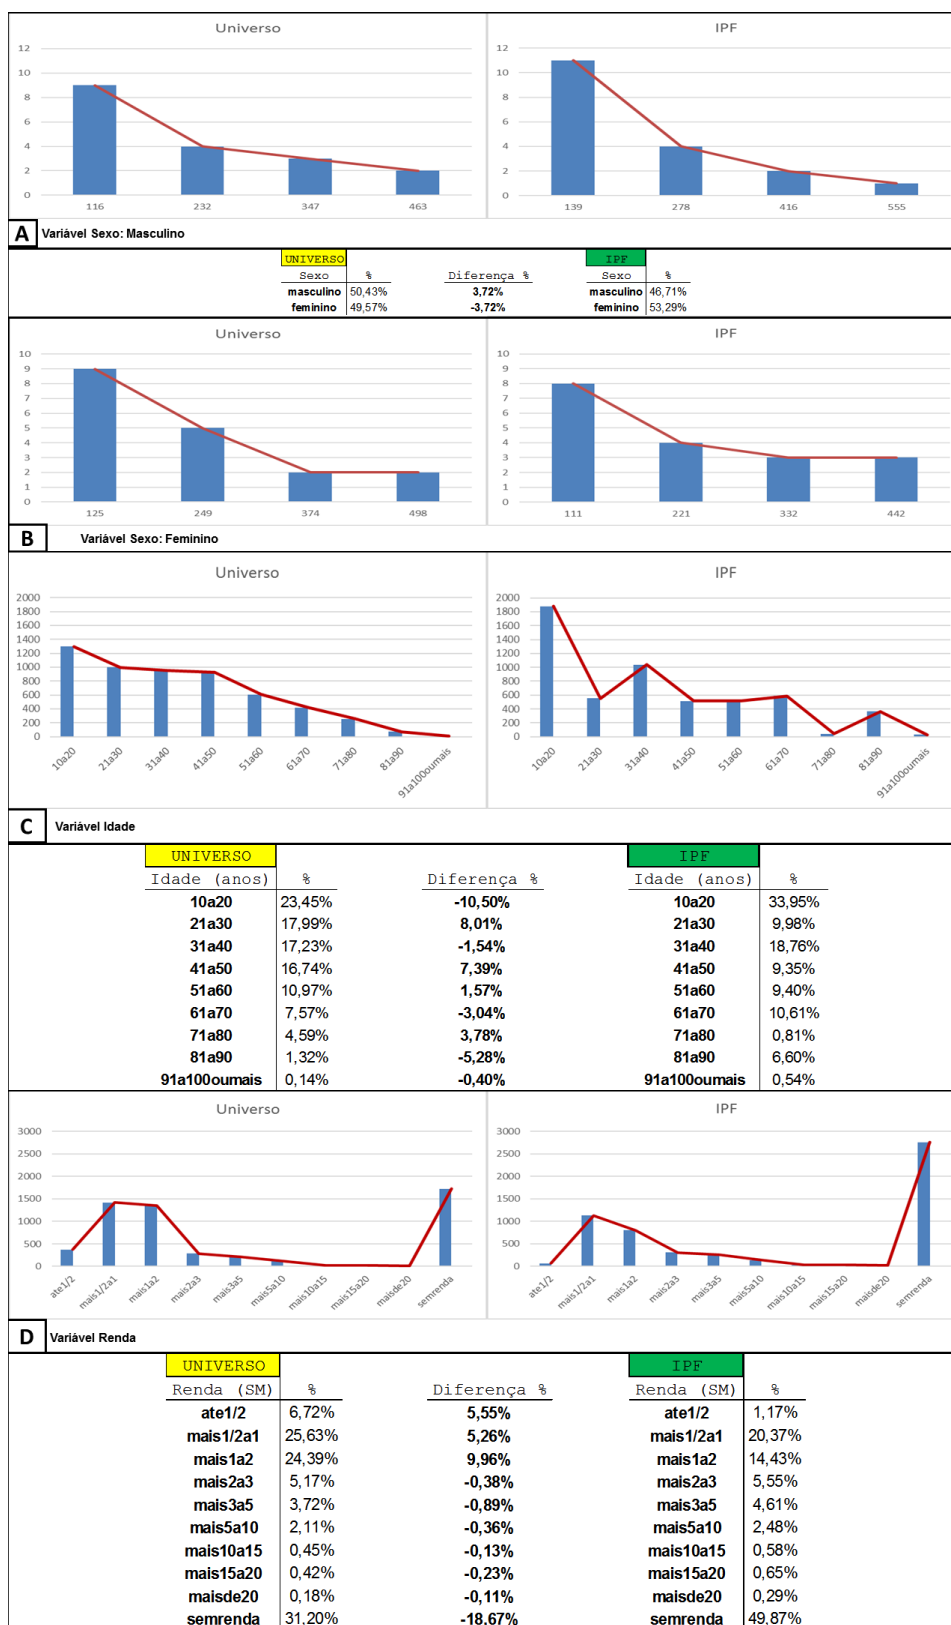 Universo IPF
12 12
10 10
8 8
6 6
4 4
2 2
0 0
116 232 347 463 139 278 416 555
A Variável Sexo: Masculino
UNIVERSO IPF
Sexo % Diferença % Sexo %
masculino 50,43% 3,72% masculino 46,71%
feminino 49,57% -3,72% feminino 53,29%
Universo IPF
10 10
9 9
8 8
7 7
6 6
5 5
4 4
3 3
2 2
1 1
0 0
125 249 374 498 111 221 332 442
B Variável Sexo: Feminino
Universo IPF
2000 2000
1800 1800
1600 1600
1400 1400
1200 1200
1000 1000
800 800
600 600
400 400
200 200
0 0
10a20 21a30 31a40 41a50 51a60 61a70 71a80 81a90 91a100oumais 10a20 21a30 31a40 41a50 51a60 61a70 71a80 81a90 91a100oumais
C Variável Idade
UNIVERSO IPF
Idade (anos) % Diferença % Idade (anos) %
10a20 23,45% -10,50% 10a20 33,95%
21a30 17,99% 8,01% 21a30 9,98%
31a40 17,23% -1,54% 31a40 18,76%
41a50 16,74% 7,39% 41a50 9,35%
51a60 10,97% 1,57% 51a60 9,40%
61a70 7,57% -3,04% 61a70 10,61%
71a80 4,59% 3,78% 71a80 0,81%
81a90 1,32% -5,28% 81a90 6,60%
91a100oumais 0,14% -0,40% 91a100oumais 0,54%
Universo IPF
3000 3000
2500 2500
2000 2000
1500 1500
1000 1000
500 500
0 0
ate1/2 mais1/2a1 mais1a2 mais2a3 mais3a5 mais5a10 mais10a15 mais15a20 maisde20 semrenda ate1/2 mais1/2a1 mais1a2 mais2a3 mais3a5 mais5a10 mais10a15 mais15a20 maisde20 semrenda
D Variável Renda
UNIVERSO IPF
Renda (SM) % Diferença % Renda (SM) %
ate1/2 6,72% 5,55% ate1/2 1,17%
mais1/2a1 25,63% 5,26% mais1/2a1 20,37%
mais1a2 24,39% 9,96% mais1a2 14,43%
mais2a3 5,17% -0,38% mais2a3 5,55%
mais3a5 3,72% -0,89% mais3a5 4,61%
mais5a10 2,11% -0,36% mais5a10 2,48%
mais10a15 0,45% -0,13% mais10a15 0,58%
mais15a20 0,42% -0,23% mais15a20 0,65%
maisde20 0,18% -0,11% maisde20 0,29%
semrenda 31,20% -18,67% semrenda 49,87%